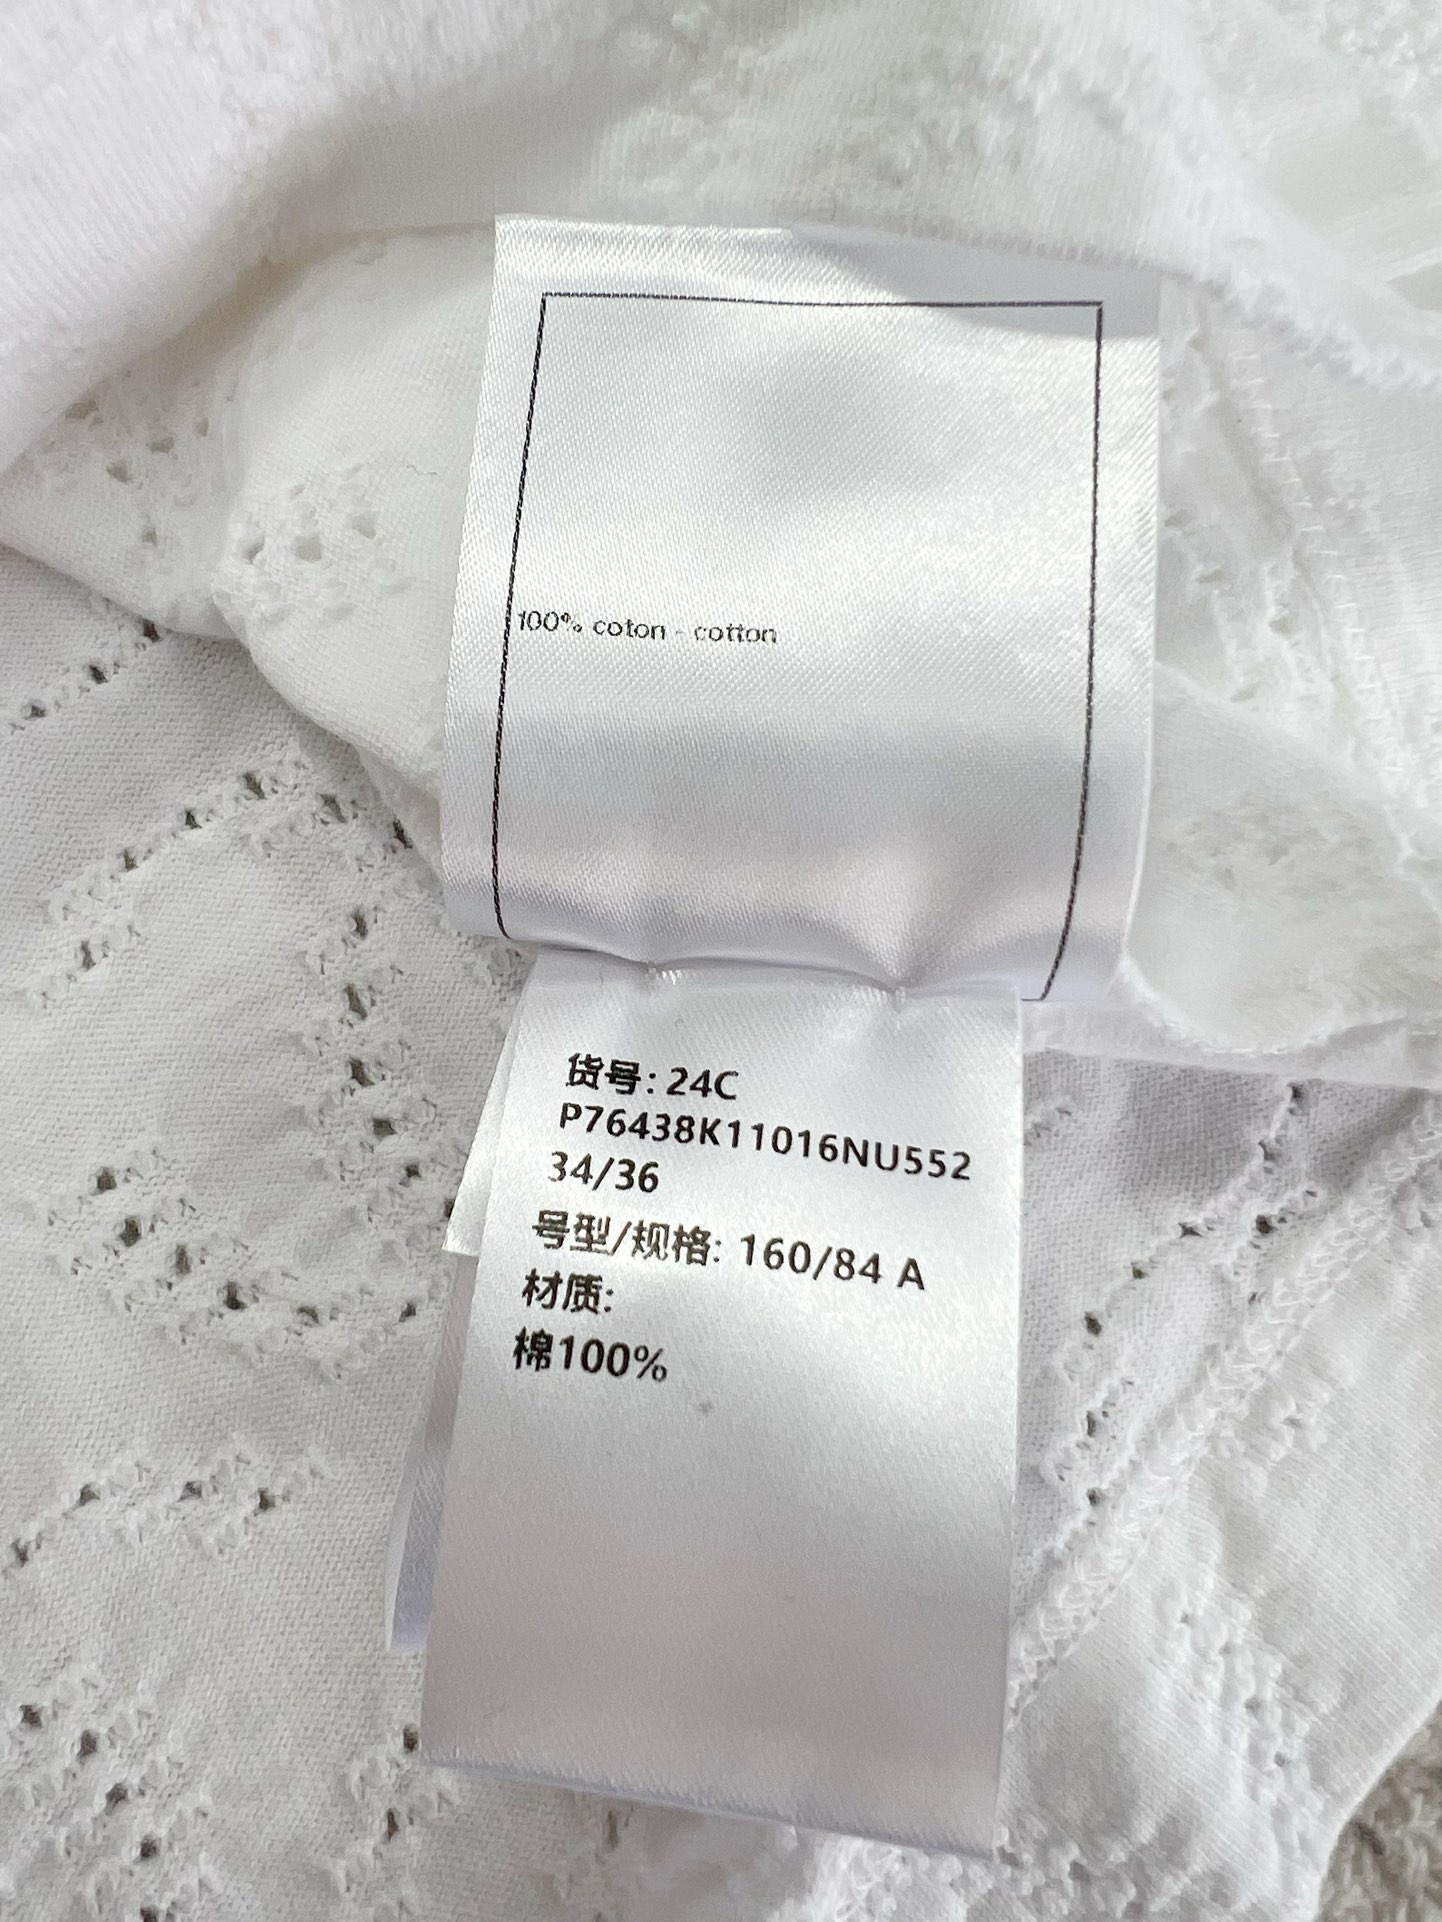 100% coton - cotton
货号: 24C
P76438K11016NU552
34/36
号型/规格: 160/84 A
材质:
棉100%